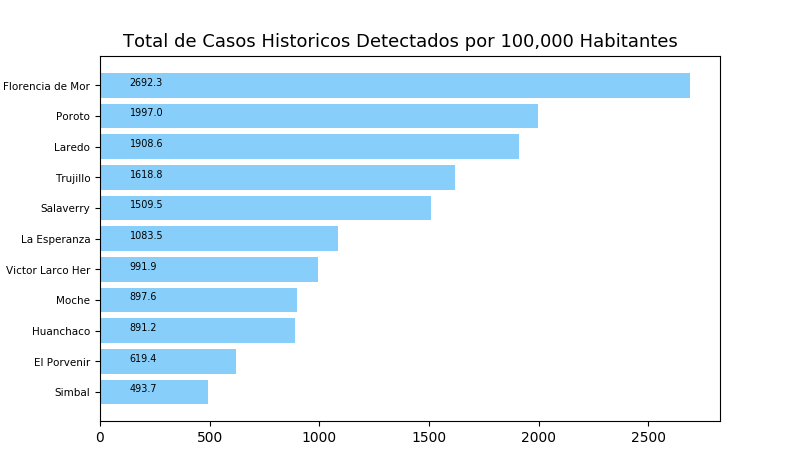 Total de Casos Historicos Detectados por 100,000 Habitantes
Florencia de Mor 2692.3
Poroto 1997.0
Laredo 1908.6
Trujillo 1618.8
Salaverry 1509.5
La Esperanza 1083.5
Victor Larco Her 991.9
Moche 897.6
Huanchaco 891.2
El Porvenir 619.4
Simbal 493.7
0 500 1000 1500 2000 2500